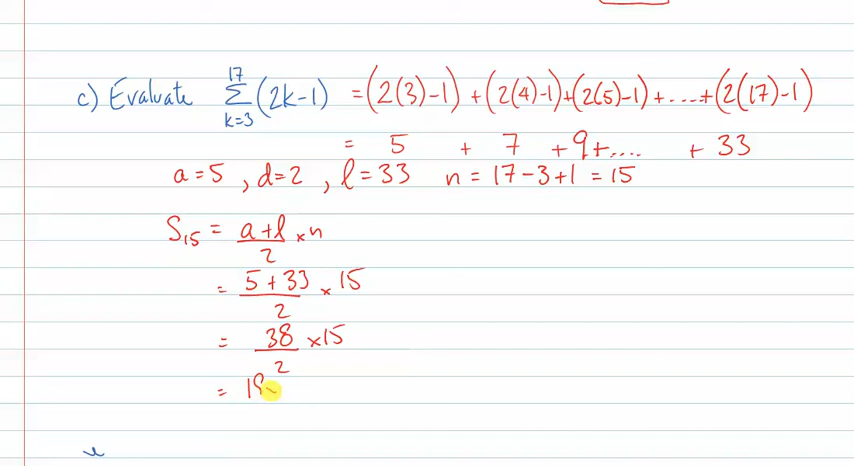 c) Evaluate 17 Σ k=3 (2k-1) = (2(3)-1) + (2(4)-1)+(2(5)-1)+....+(2(17)-1)
= 5 + 7 + 9+.... + 33
a=5 , d=2 , l=33 n = 17-3+1 = 15
S15 = a+l/2 × n
= 5+33/2 × 15
= 38/2 × 15
= 19